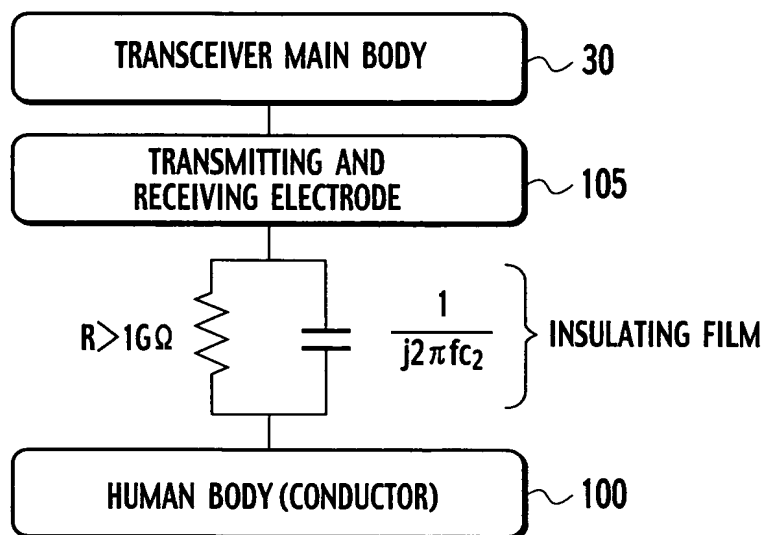 TRANSCEIVER MAIN BODY
30
TRANSMITTING AND
RECEIVING ELECTRODE
105
R>1GΩ
1
j2πfc₂
INSULATING FILM
HUMAN BODY (CONDUCTOR)
100